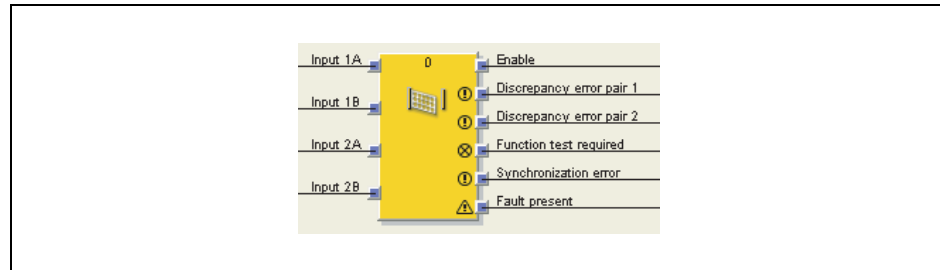 Input 1A
0
Enable
Discrepancy error pair 1
Input 1B
Discrepancy error pair 2
Input 2A
Function test required
Synchronization error
Input 2B
Fault present